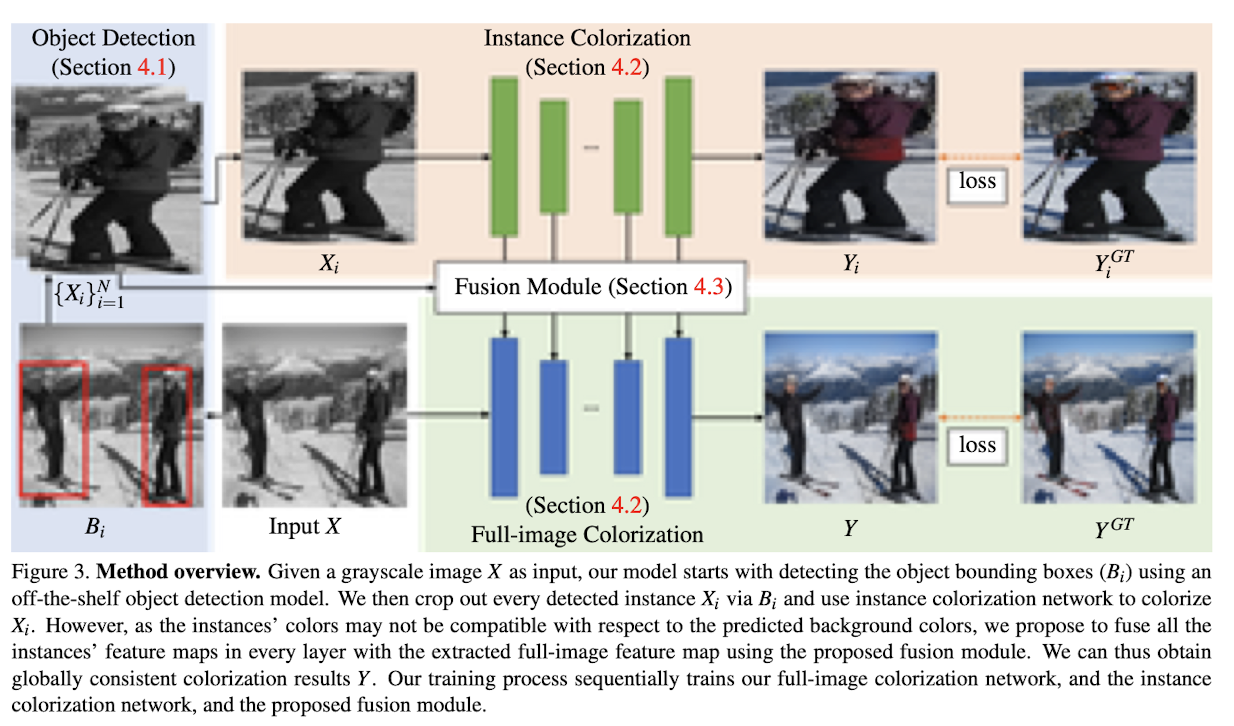 Object Detection
(Section 4.1)
Instance Colorization
(Section 4.2)
X_i
Y_i
Y_i^{GT}
loss
{X_i}_{i=1}^N
Fusion Module (Section 4.3)
...
...
B_i
Input X
(Section 4.2)
Full-image Colorization
Y
Y^{GT}
loss
Figure 3. Method overview. Given a grayscale image X as input, our model starts with detecting the object bounding boxes (B_i) using an
off-the-shelf object detection model. We then crop out every detected instance X_i via B_i and use instance colorization network to colorize
X_i. However, as the instances’ colors may not be compatible with respect to the predicted background colors, we propose to fuse all the
instances’ feature maps in every layer with the extracted full-image feature map using the proposed fusion module. We can thus obtain
globally consistent colorization results Y. Our training process sequentially trains our full-image colorization network, and the instance
colorization network, and the proposed fusion module.